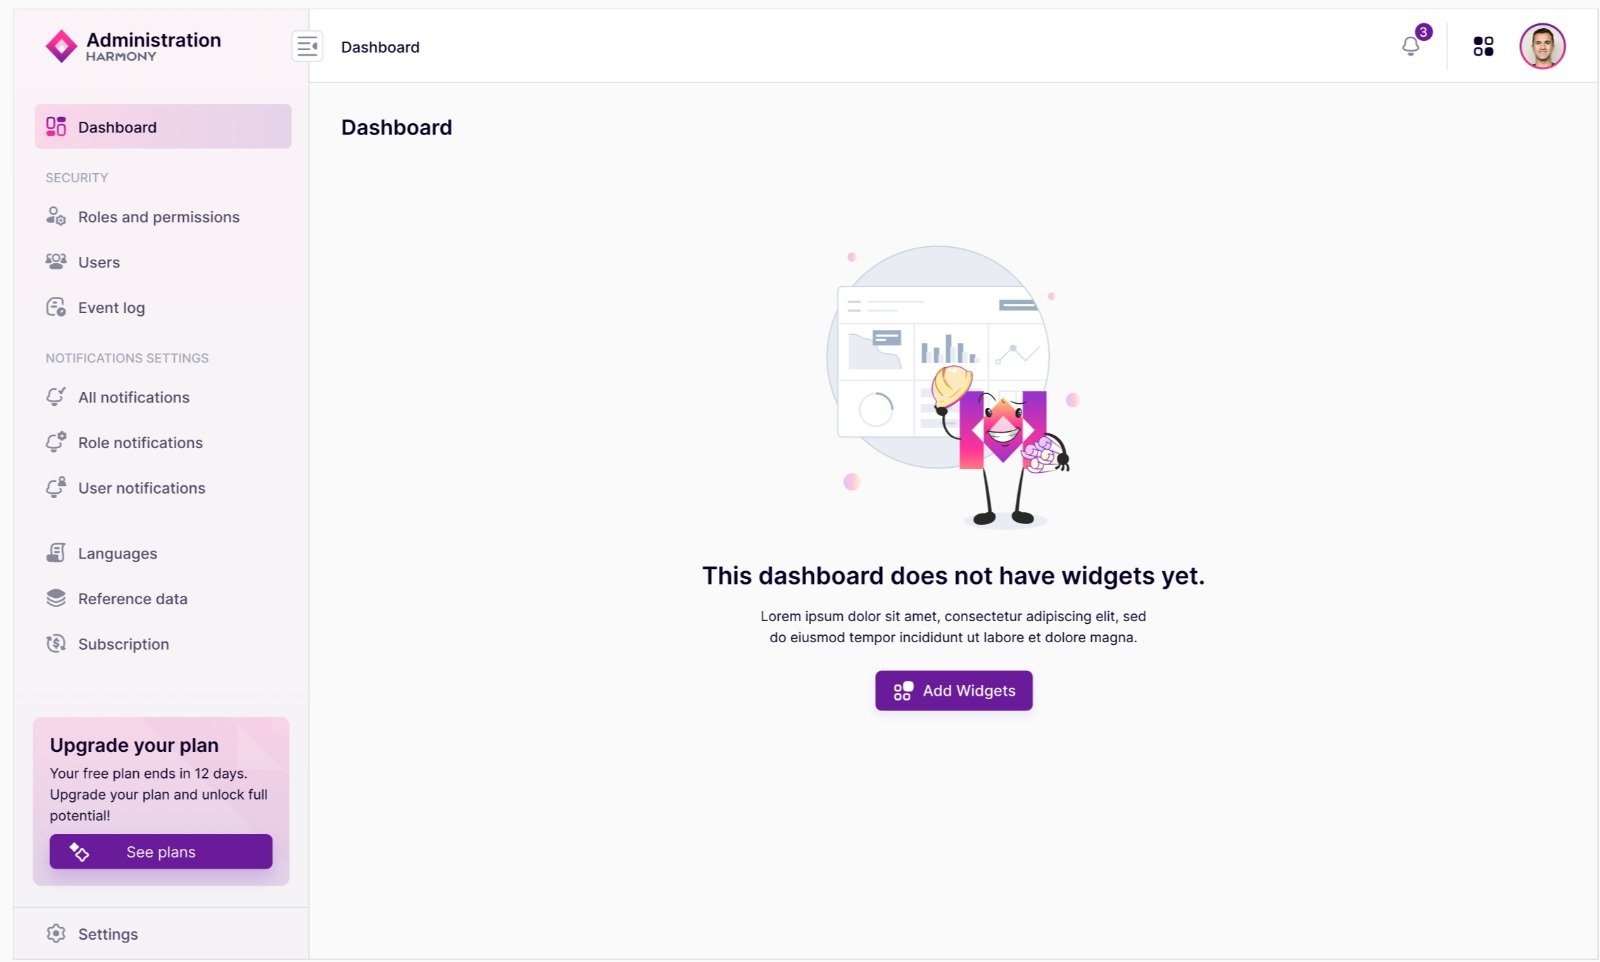 Administration
HARMONY
Dashboard
3
Dashboard
SECURITY
Roles and permissions
Users
Event log
NOTIFICATIONS SETTINGS
All notifications
Role notifications
User notifications
Languages
Reference data
Subscription
Upgrade your plan
Your free plan ends in 12 days.
Upgrade your plan and unlock full
potential!
See plans
Settings
Dashboard
This dashboard does not have widgets yet.
Lorem ipsum dolor sit amet, consectetur adipiscing elit, sed
do eiusmod tempor incididunt ut labore et dolore magna.
Add Widgets